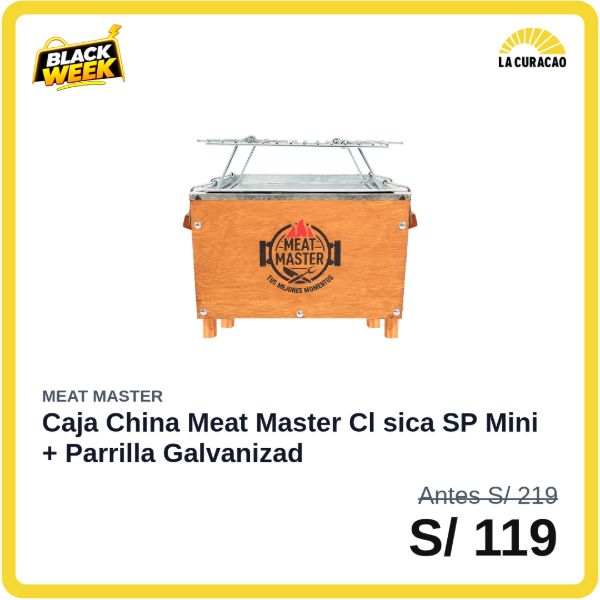 BLACK
WEEK
LA CURACAO
MEAT
MASTER
TUS MEJORES MOMENTOS
MEAT MASTER
Caja China Meat Master Cl sica SP Mini
+ Parrilla Galvanizad
Antes S/ 219
S/ 119